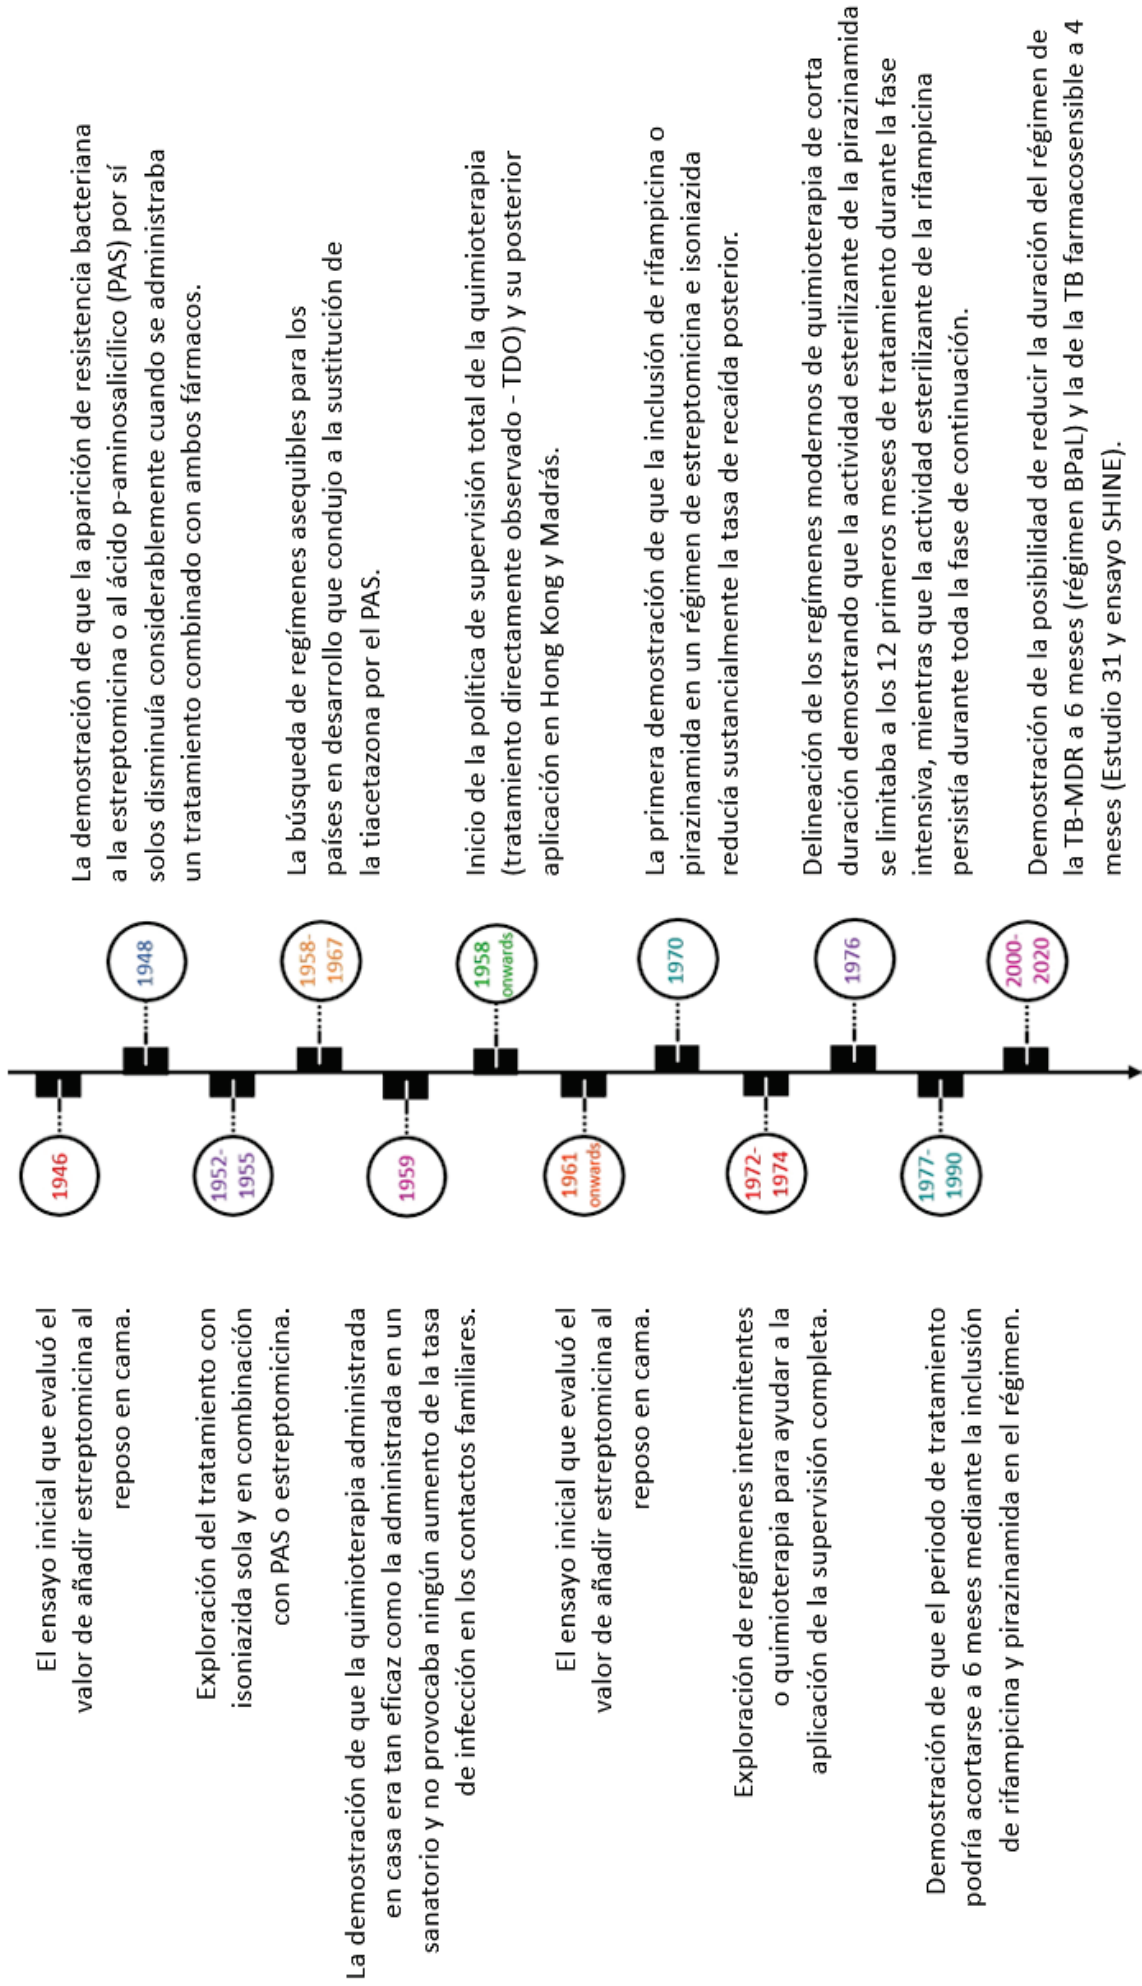 El ensayo inicial que evaluó el
valor de añadir estreptomicina al
reposo en cama.
1946
1948
La demostración de que la aparición de resistencia bacteriana
a la estreptomicina o al ácido p-aminosalicílico (PAS) por sí
solos disminuía considerablemente cuando se administraba
un tratamiento combinado con ambos fármacos.
Exploración del tratamiento con
isoniazida sola y en combinación
con PAS o estreptomicina.
1952-
1955
1958-
1967
La búsqueda de regímenes asequibles para los
países en desarrollo que condujo a la sustitución de
la tiacetazona por el PAS.
La demostración de que la quimioterapia administrada
en casa era tan eficaz como la administrada en un
sanatorio y no provocaba ningún aumento de la tasa
de infección en los contactos familiares.
1959
1958
onwards
Inicio de la política de supervisión total de la quimioterapia
(tratamiento directamente observado - TDO) y su posterior
aplicación en Hong Kong y Madrás.
El ensayo inicial que evaluó el
valor de añadir estreptomicina al
reposo en cama.
1961
onwards
1970
La primera demostración de que la inclusión de rifampicina o
pirazinamida en un régimen de estreptomicina e isoniazida
reducía sustancialmente la tasa de recaída posterior.
Exploración de regímenes intermitentes
o quimioterapia para ayudar a la
aplicación de la supervisión completa.
1972-
1974
1976
Delineación de los regímenes modernos de quimioterapia de corta
duración demostrando que la actividad esterilizante de la pirazinamida
se limitaba a los 12 primeros meses de tratamiento durante la fase
intensiva, mientras que la actividad esterilizante de la rifampicina
persistía durante toda la fase de continuación.
Demostración de que el periodo de tratamiento
podría acortarse a 6 meses mediante la inclusión
de rifampicina y pirazinamida en el régimen.
1977-
1990
2000-
2020
Demostración de la posibilidad de reducir la duración del régimen de
la TB-MDR a 6 meses (régimen BPaL) y la de la TB farmacosensible a 4
meses (Estudio 31 y ensayo SHINE).